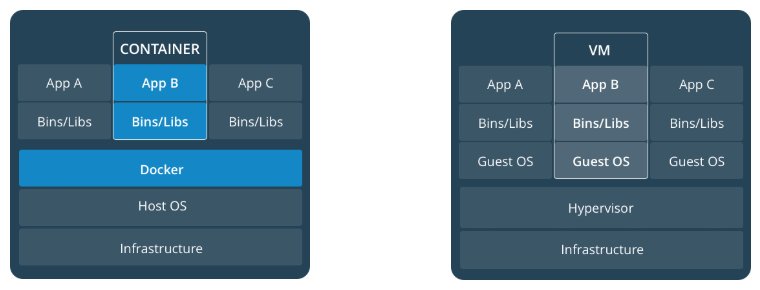 CONTAINER
App A App B App C
Bins/Libs Bins/Libs Bins/Libs
Docker
Host OS
Infrastructure
VM
App A App B App C
Bins/Libs Bins/Libs Bins/Libs
Guest OS Guest OS Guest OS
Hypervisor
Infrastructure